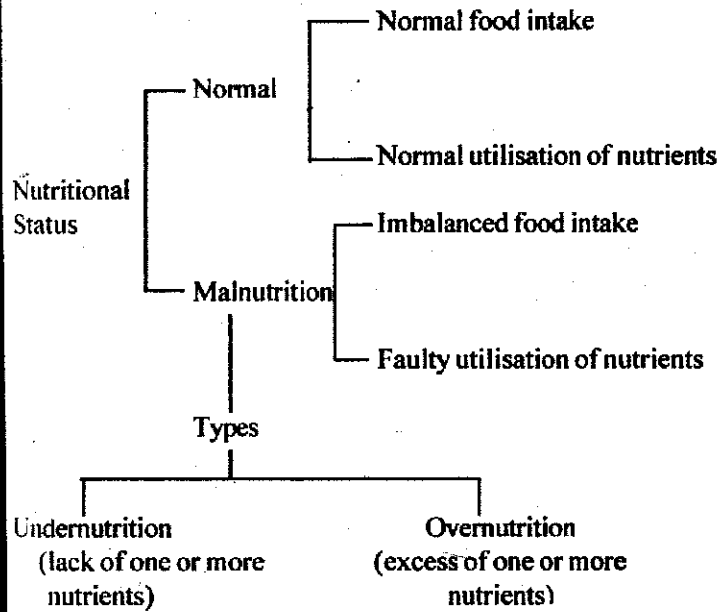 Normal food intake
Normal
Normal utilisation of nutrients
Nutritional
Status
Imbalanced food intake
Malnutrition
Faulty utilisation of nutrients
Types
Undernutrition
(lack of one or more
nutrients)
Overnutrition
(excess of one or more
nutrients)